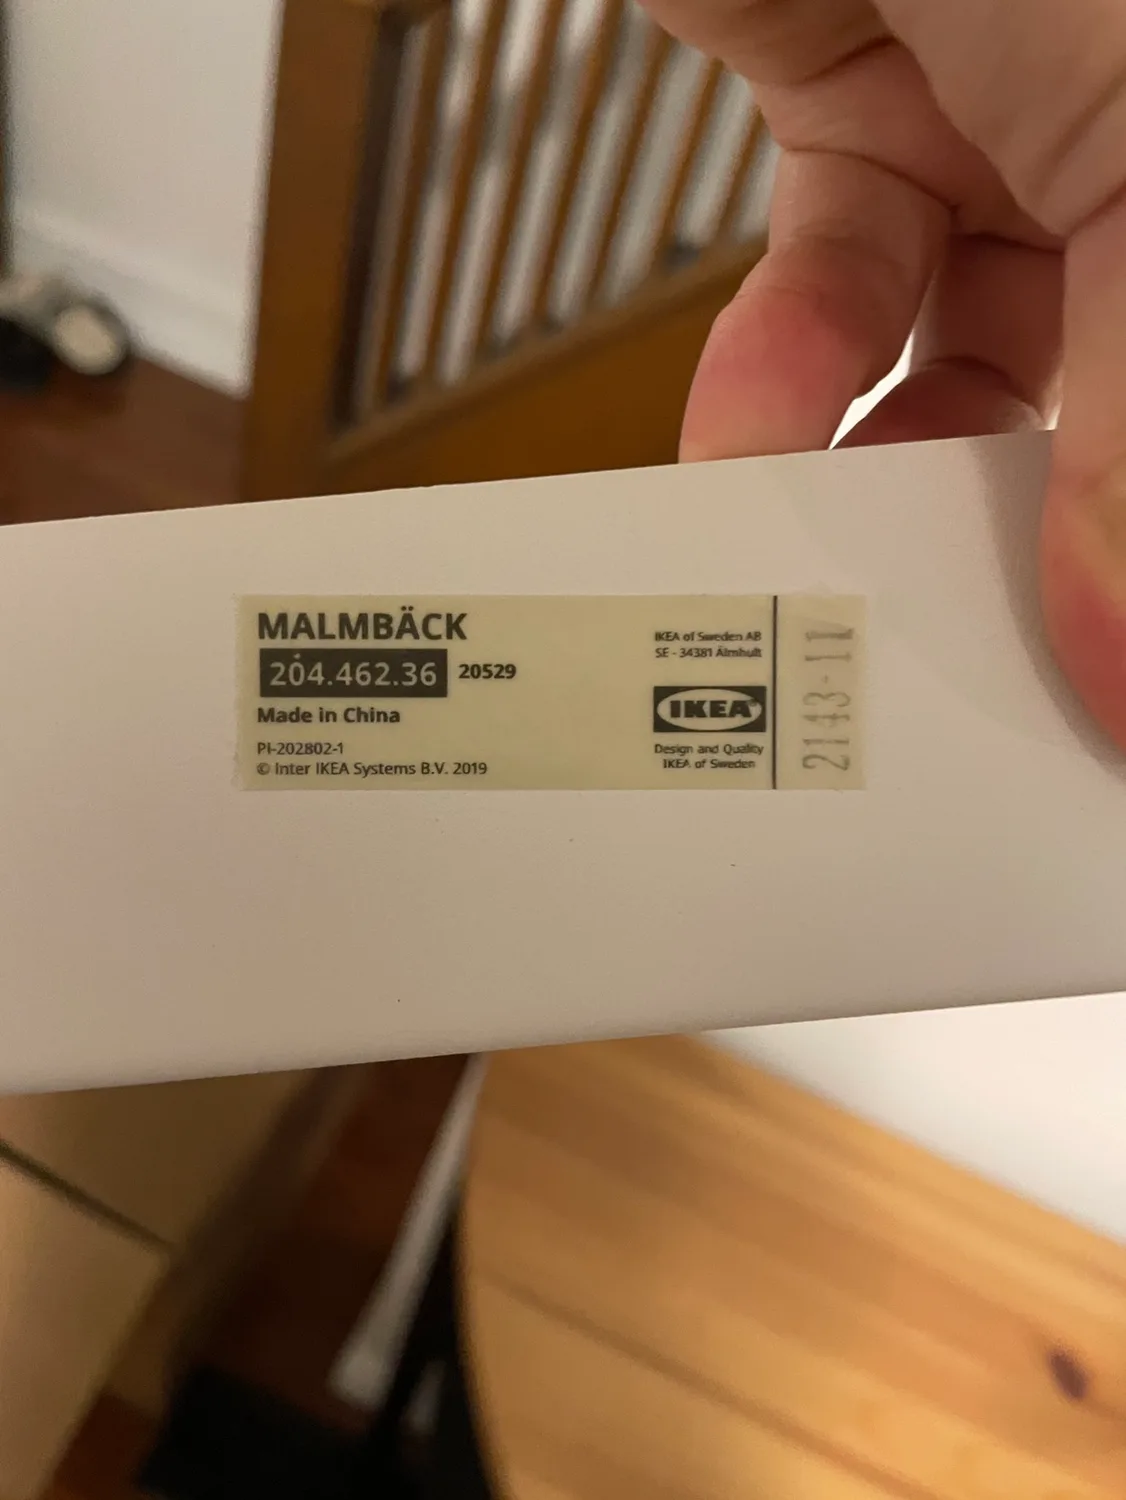 MALMBÄCK
204.462.36 20529
Made in China
PI-202802-1
© Inter IKEA Systems B.V. 2019
IKEA of Sweden AB
SE - 34381 Älmhult
IKEA®
Design and Quality
IKEA of Sweden
2143-11